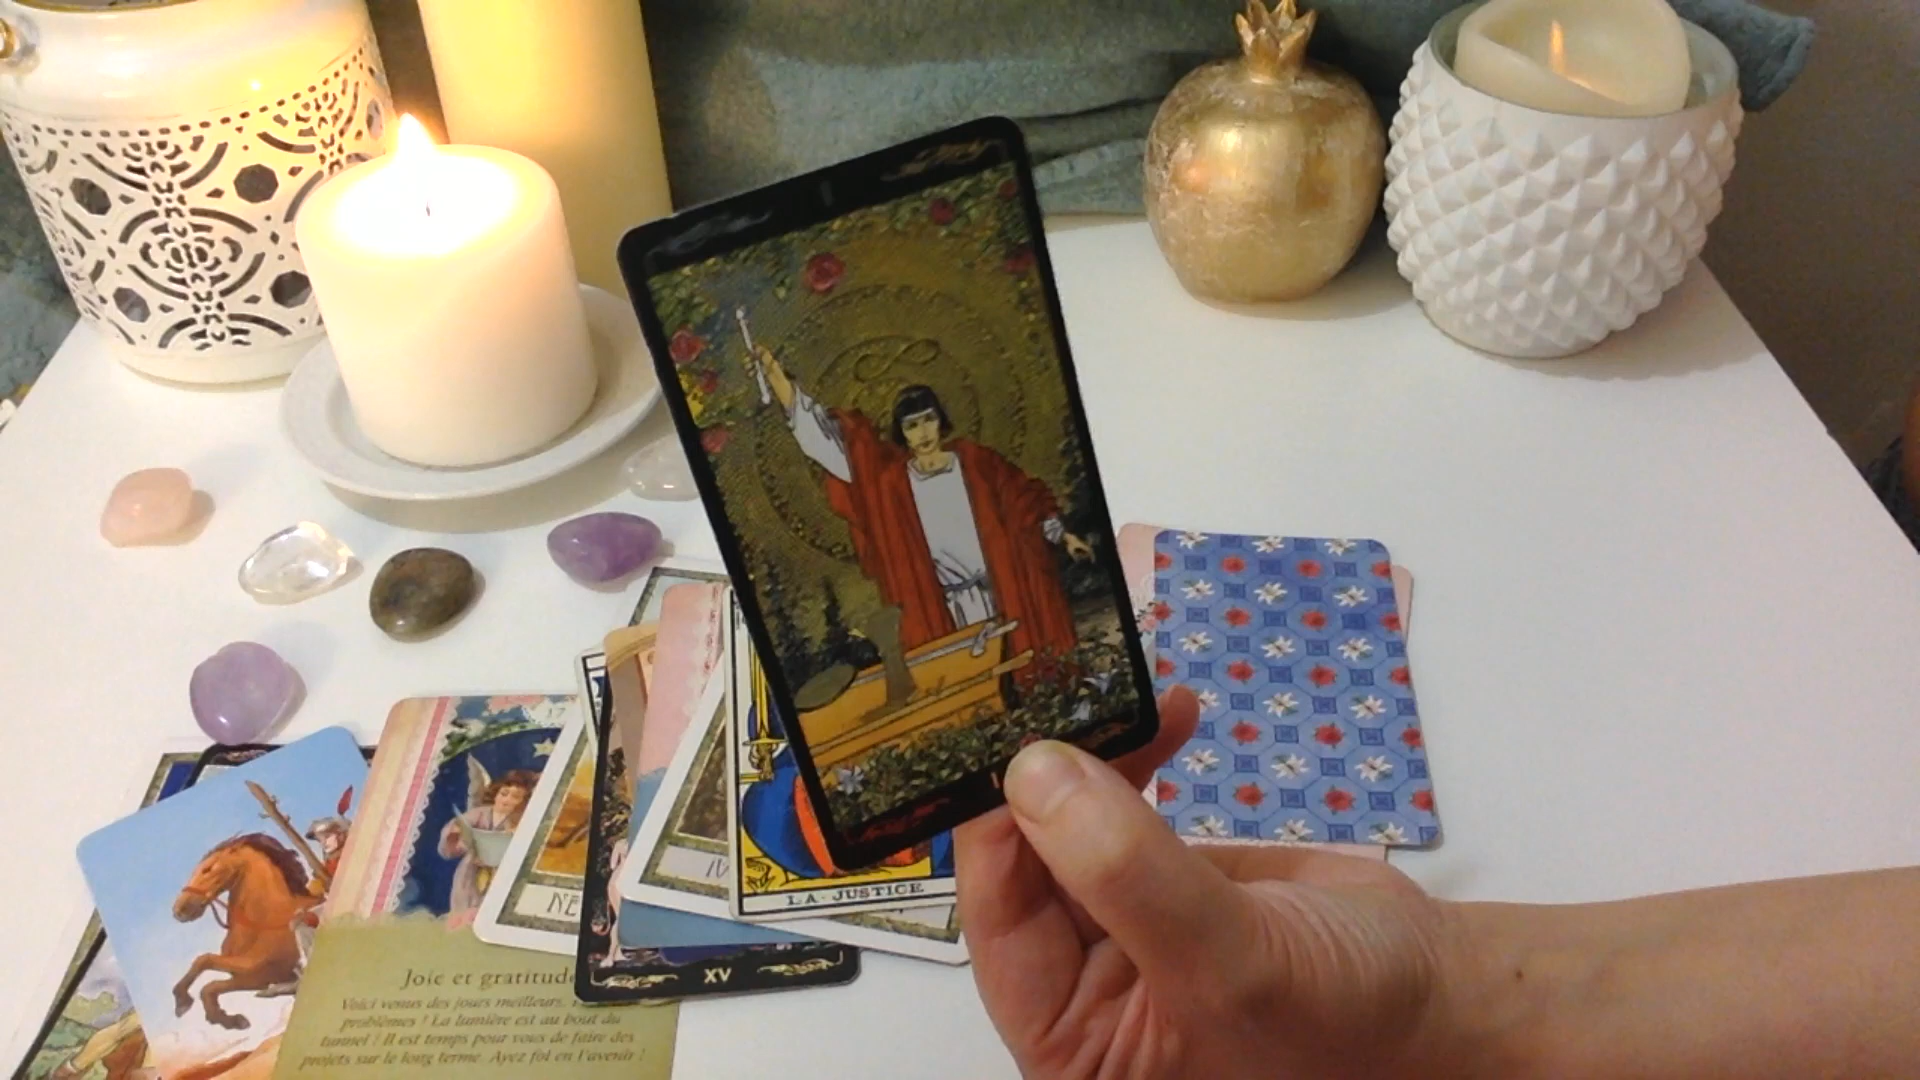 I
I
LA·JUSTICE
XV
Joie et gratitude
Voici venus des jours meilleurs,
problèmes ! La lumière est au bout du
tunnel ! Il est temps pour vous de faire des
projets sur le long terme. Ayez foi en l'avenir !